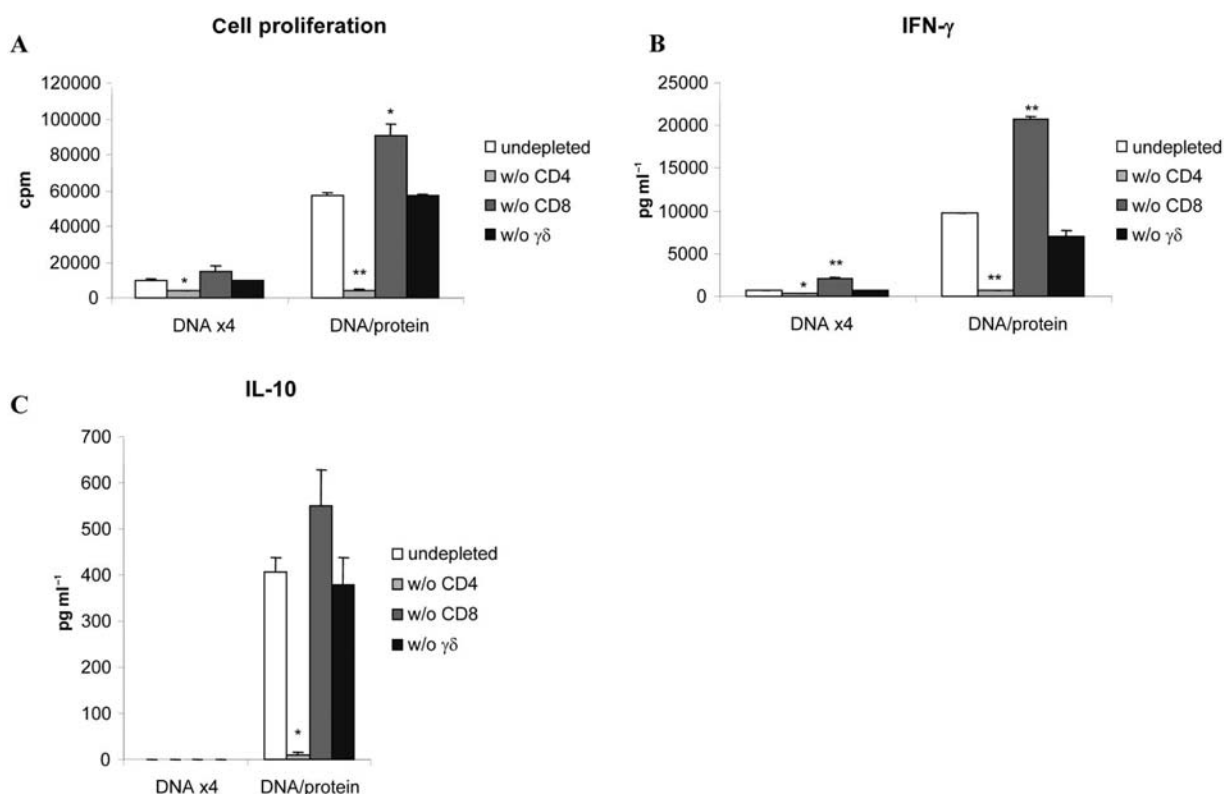 Cell proliferation
A
120000
100000
80000
60000
40000
20000
0
cpm
*
**
*
DNA x4
DNA/protein
undepleted
w/o CD4
w/o CD8
w/o γδ
IFN-γ
B
25000
20000
15000
10000
5000
0
pg ml⁻¹
*
**
**
**
DNA x4
DNA/protein
undepleted
w/o CD4
w/o CD8
w/o γδ
IL-10
C
700
600
500
400
300
200
100
0
pg ml⁻¹
*
DNA x4
DNA/protein
undepleted
w/o CD4
w/o CD8
w/o γδ